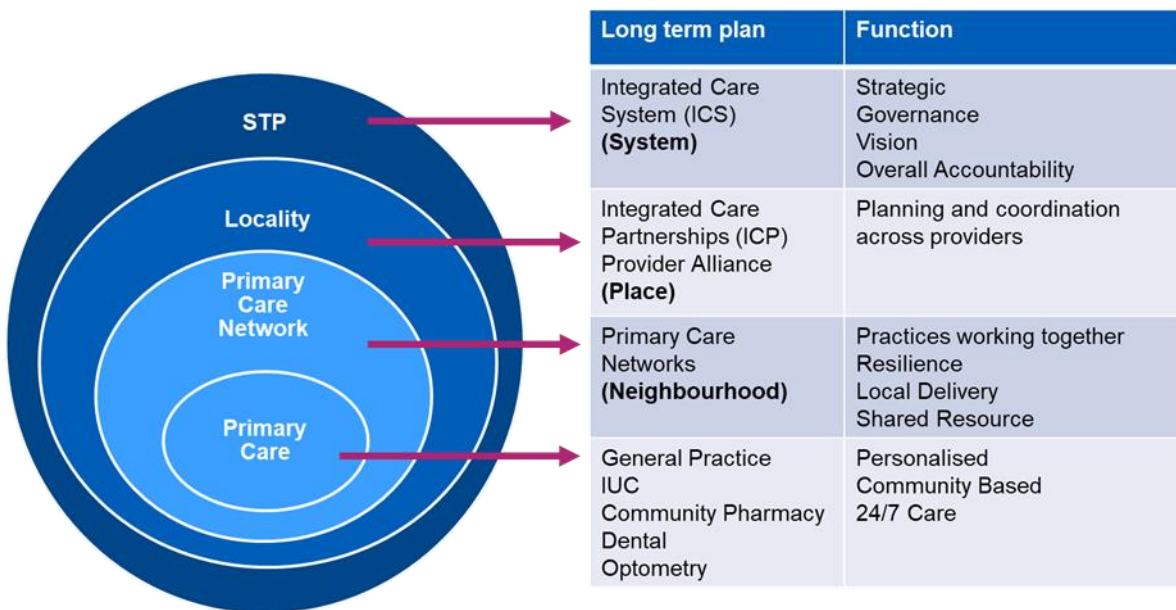 STP
Locality
Primary
Care
Network
Primary
Care
Long term plan
Function
Integrated Care
System (ICS)
(System)
Strategic
Governance
Vision
Overall Accountability
Integrated Care
Partnerships (ICP)
Provider Alliance
(Place)
Planning and coordination
across providers
Primary Care
Networks
(Neighbourhood)
Practices working together
Resilience
Local Delivery
Shared Resource
General Practice
IUC
Community Pharmacy
Dental
Optometry
Personalised
Community Based
24/7 Care